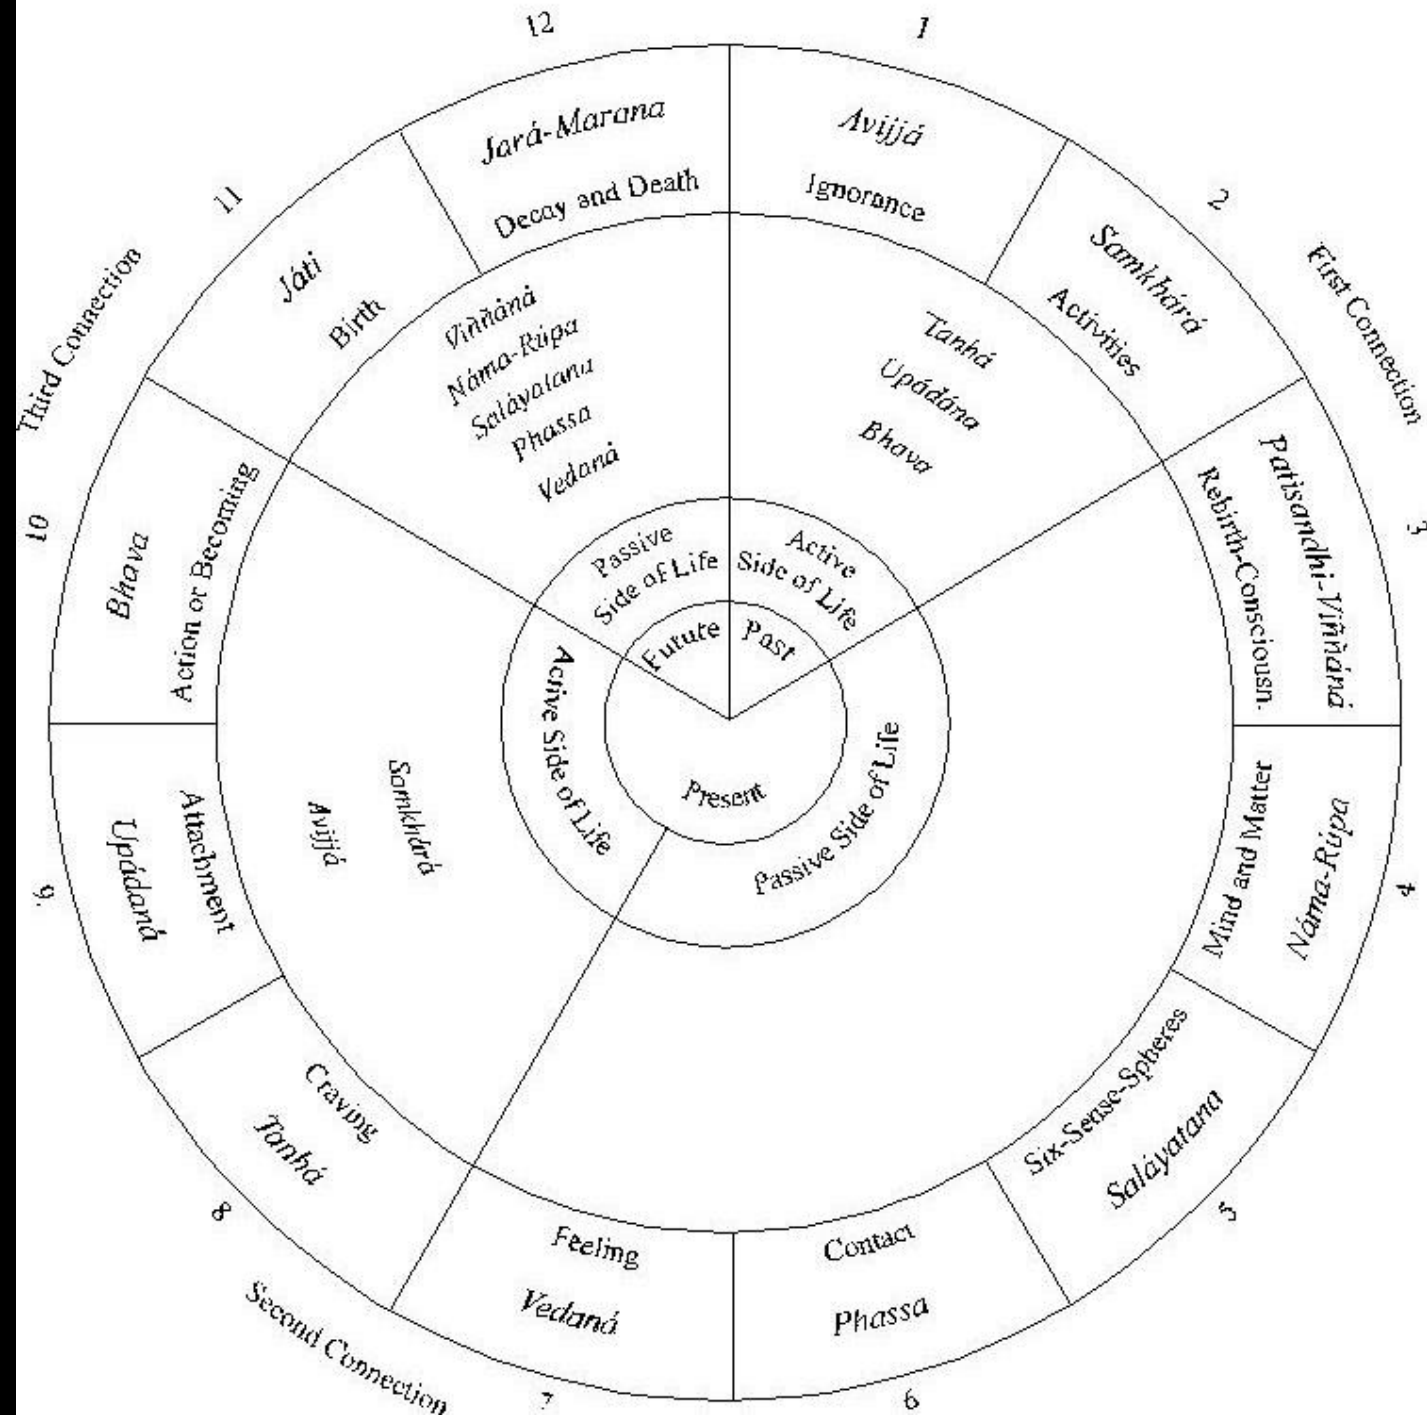 12
1
Jará-Marana
Decay and Death
Avijjá
Ignorance
2
Samkhárá
Activities
First Connection
3
Patisandhi-Viññáná
Rebirth-Consciousn.
4
Mind and Matter
Náma-Rúpa
5
Six-Sense-Spheres
Saláyatana
6
Contact
Phassa
7
Feeling
Vedaná
Second Connection
8
Craving
Tanhá
9.
Attachment
Upádaná
10
Bhava
Action or Becoming
Third Connection
11
Játi
Birth
Viññáná
Náma-Rúpa
Saláyatana
Phassa
Vedaná
Tanhá
Upádána
Bhava
Samkhárá
Avijjá
Passive
Side of Life
Active
Side of Life
Active Side of Life
Passive Side of Life
Future
Past
Present